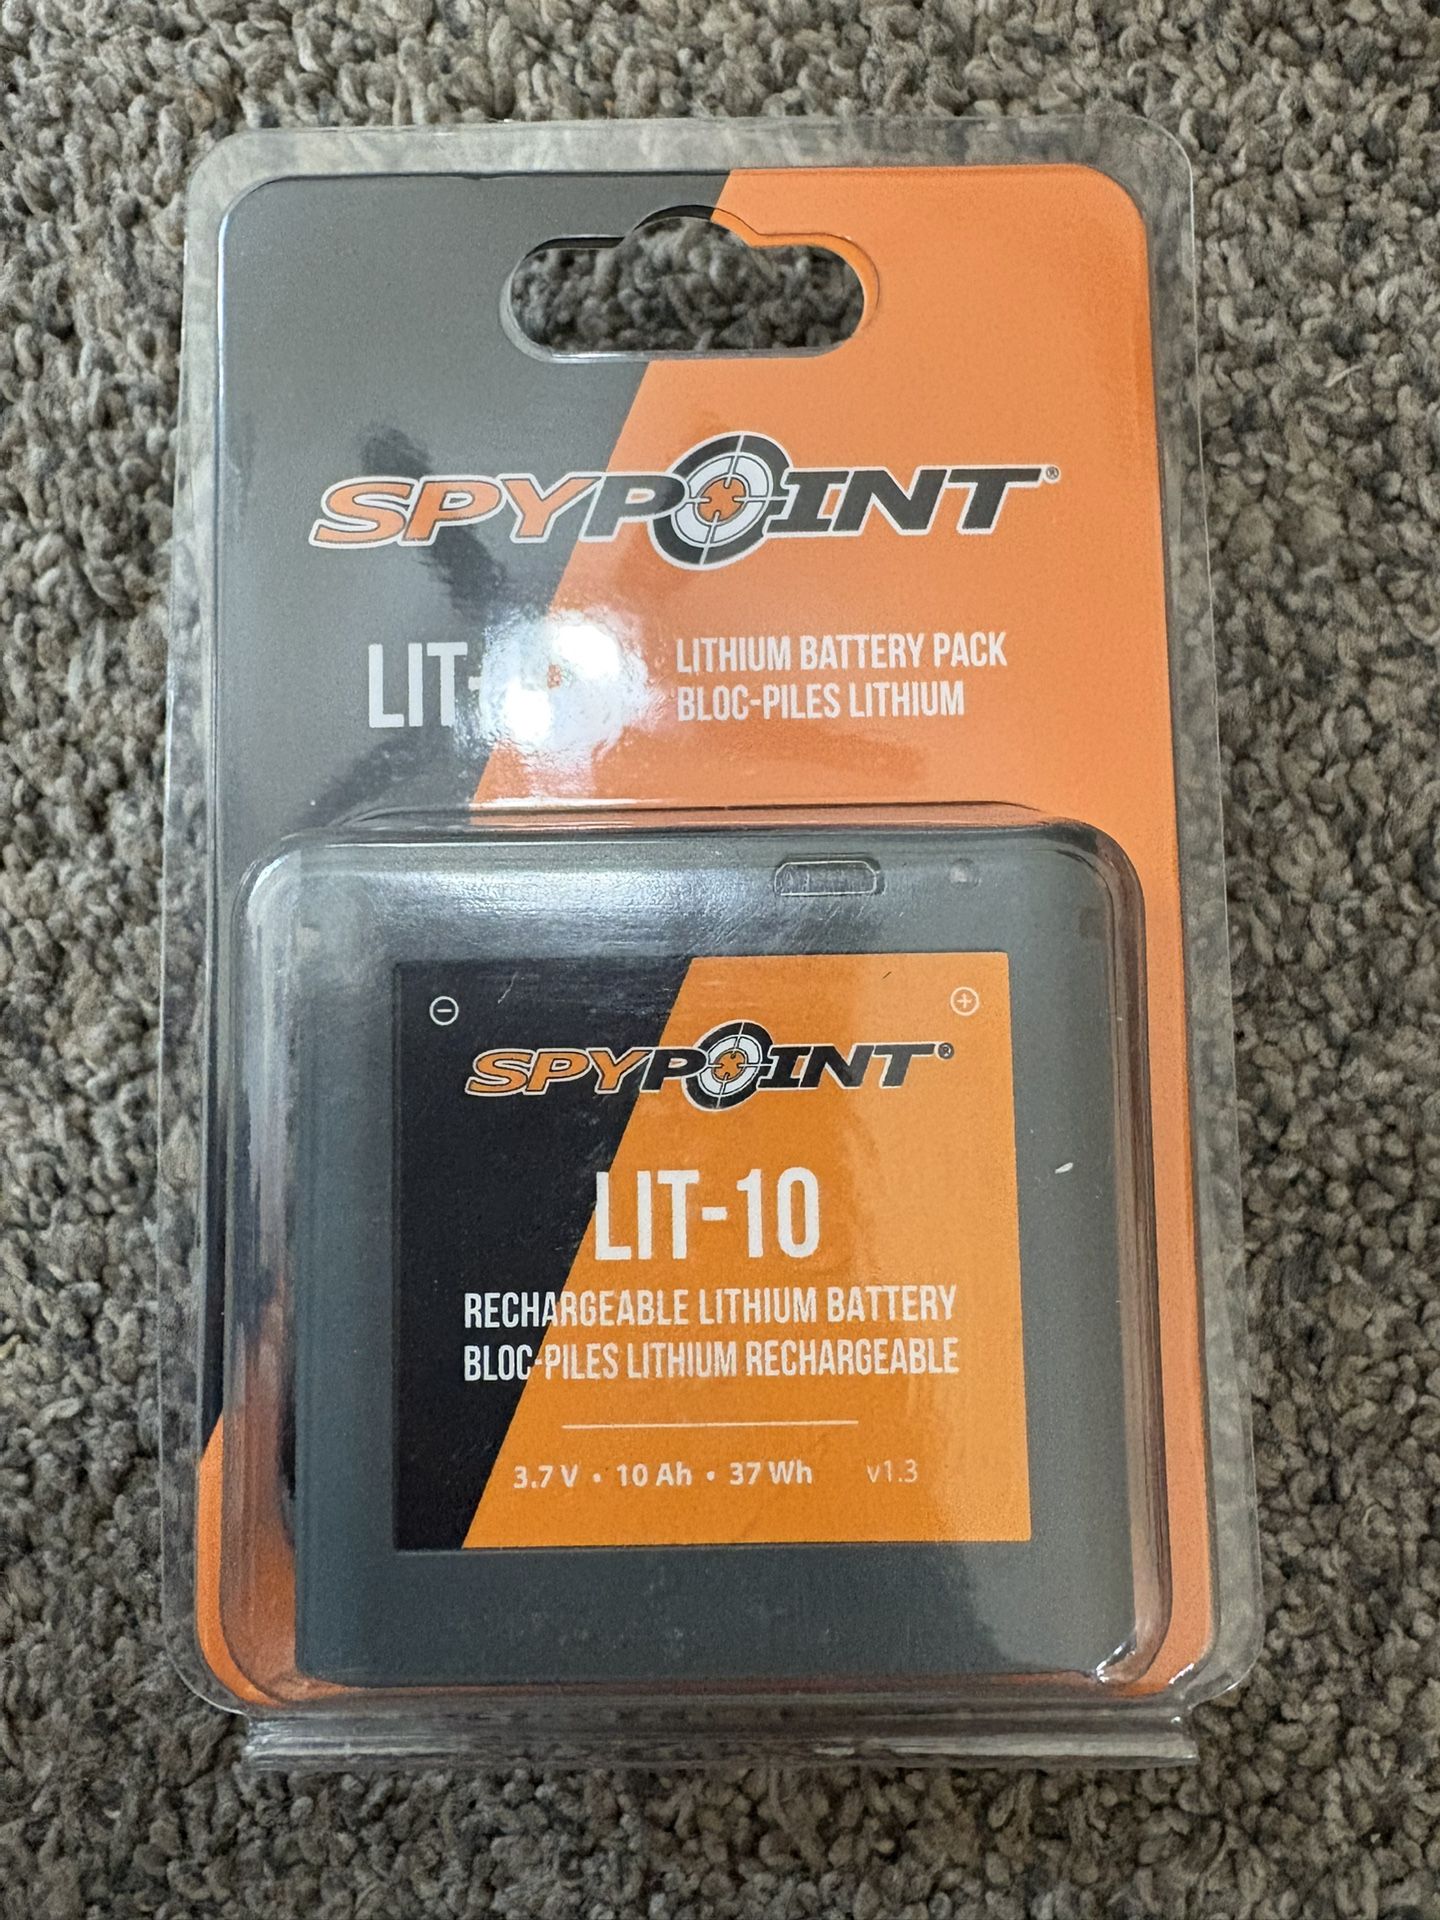 SPYPOINT®
LIT-
LITHIUM BATTERY PACK
BLOC-PILES LITHIUM
SPYPOINT®
LIT-10
RECHARGEABLE LITHIUM BATTERY
BLOC-PILES LITHIUM RECHARGEABLE
3.7 V • 10 Ah • 37 Wh v1.3